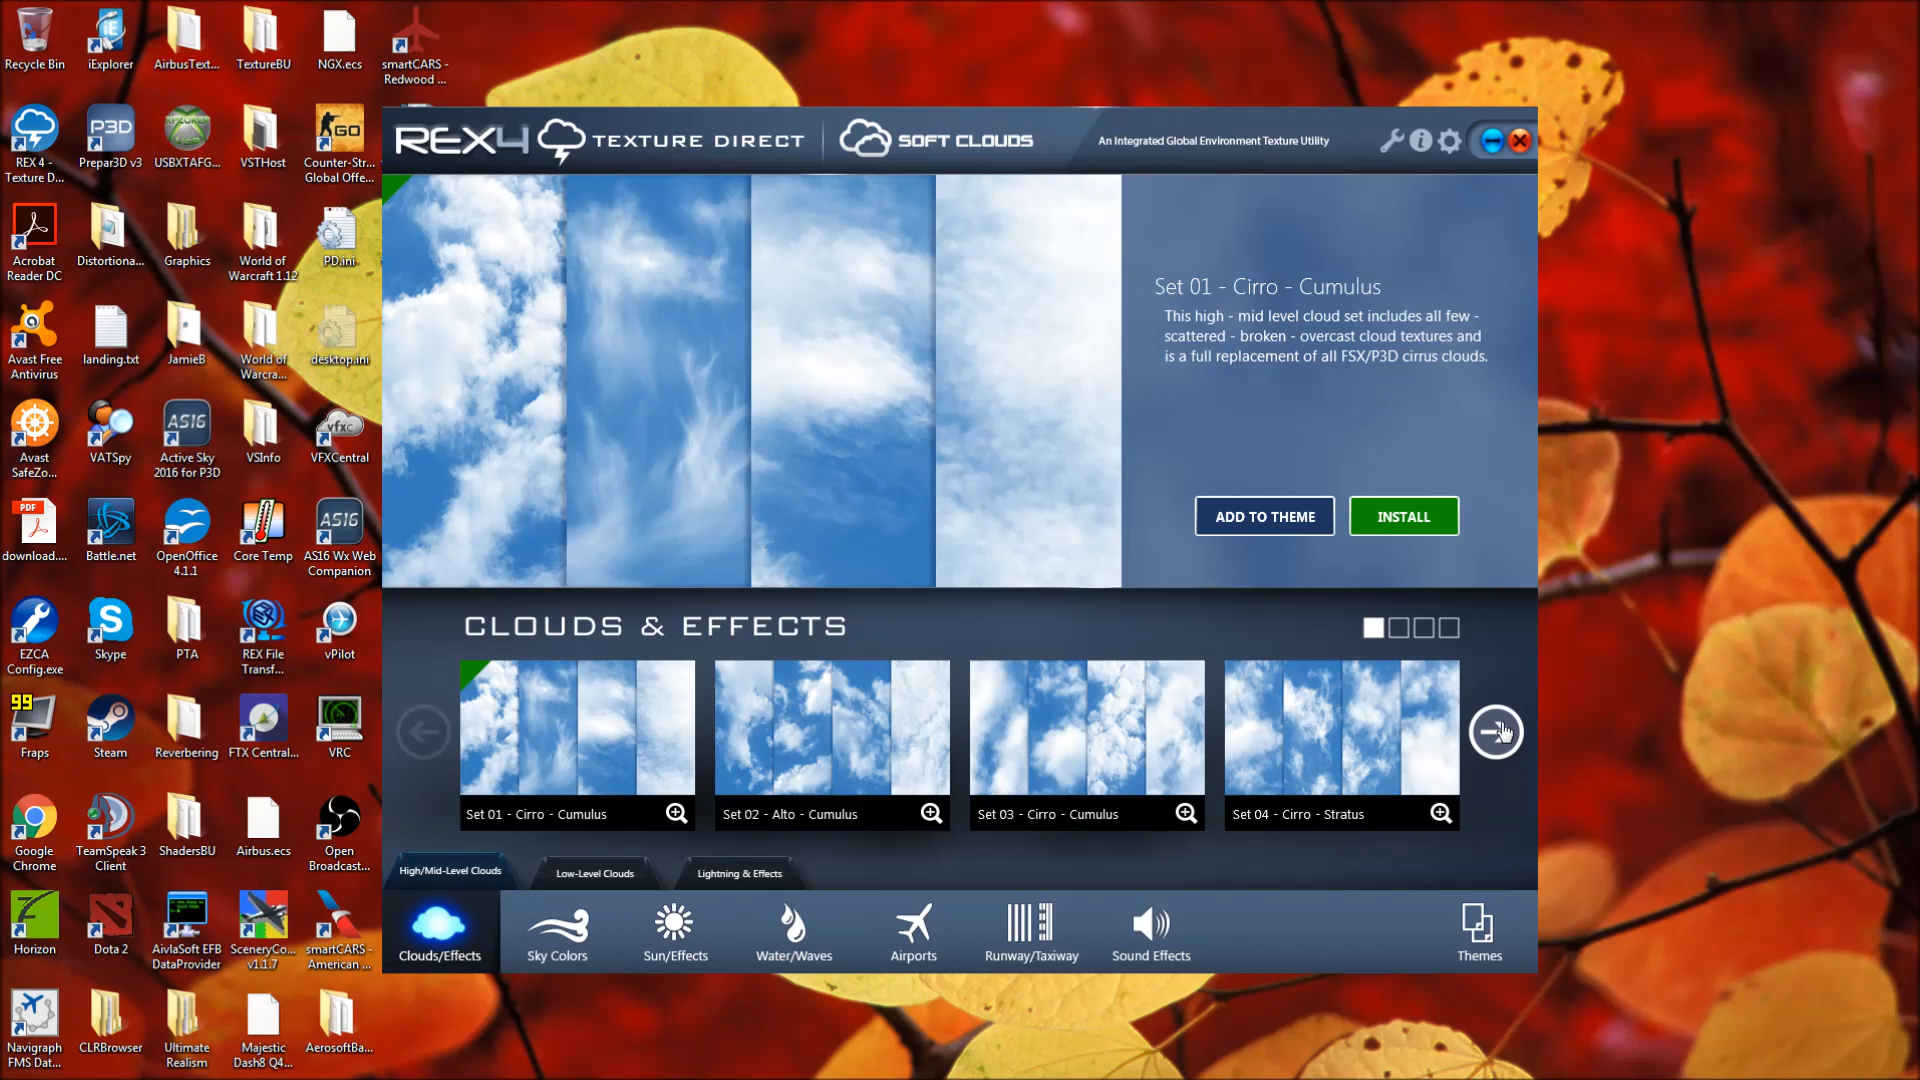 Recycle Bin
iExplorer
AirbusText...
TextureBU
NGX.ecs
smartCARS -
Redwood ...
REX 4 -
Texture D...
P3D
Prepar3D v3
USBXTAFG...
VSTHost
GO
Counter-Str...
Global Offe...
Acrobat
Reader DC
Distortiona...
Graphics
World of
Warcraft 1.12
PD.ini
Avast Free
Antivirus
landing.txt
JamieB
World of
Warcra...
desktop.ini
Avast
SafeZo...
VATSpy
AS16
Active Sky
2016 for P3D
VSInfo
vfxc
VFXCentral
PDF
download....
Battle.net
OpenOffice
4.1.1
Core Temp
AS16
AS16 Wx Web
Companion
EZCA
Config.exe
Skype
PTA
REX File
Transf...
vPilot
99
Fraps
Steam
Reverbering
FTX Central...
VRC
Google
Chrome
TeamSpeak 3
Client
ShadersBU
Airbus.ecs
Open
Broadcast...
Horizon
Dota 2
AivlaSoft EFB
DataProvider
SceneryCo...
v1.1.7
smartCARS -
American ...
Navigraph
FMS Dat...
CLRBrowser
Ultimate
Realism
Majestic
Dash8 Q4...
AerosoftBa...
REX4 TEXTURE DIRECT
SOFT CLOUDS
An Integrated Global Environment Texture Utility
Set 01 - Cirro - Cumulus
This high - mid level cloud set includes all few -
scattered - broken - overcast cloud textures and
is a full replacement of all FSX/P3D cirrus clouds.
ADD TO THEME
INSTALL
CLOUDS & EFFECTS
Set 01 - Cirro - Cumulus
Set 02 - Alto - Cumulus
Set 03 - Cirro - Cumulus
Set 04 - Cirro - Stratus
High/Mid-Level Clouds
Low-Level Clouds
Lightning & Effects
Clouds/Effects
Sky Colors
Sun/Effects
Water/Waves
Airports
Runway/Taxiway
Sound Effects
Themes